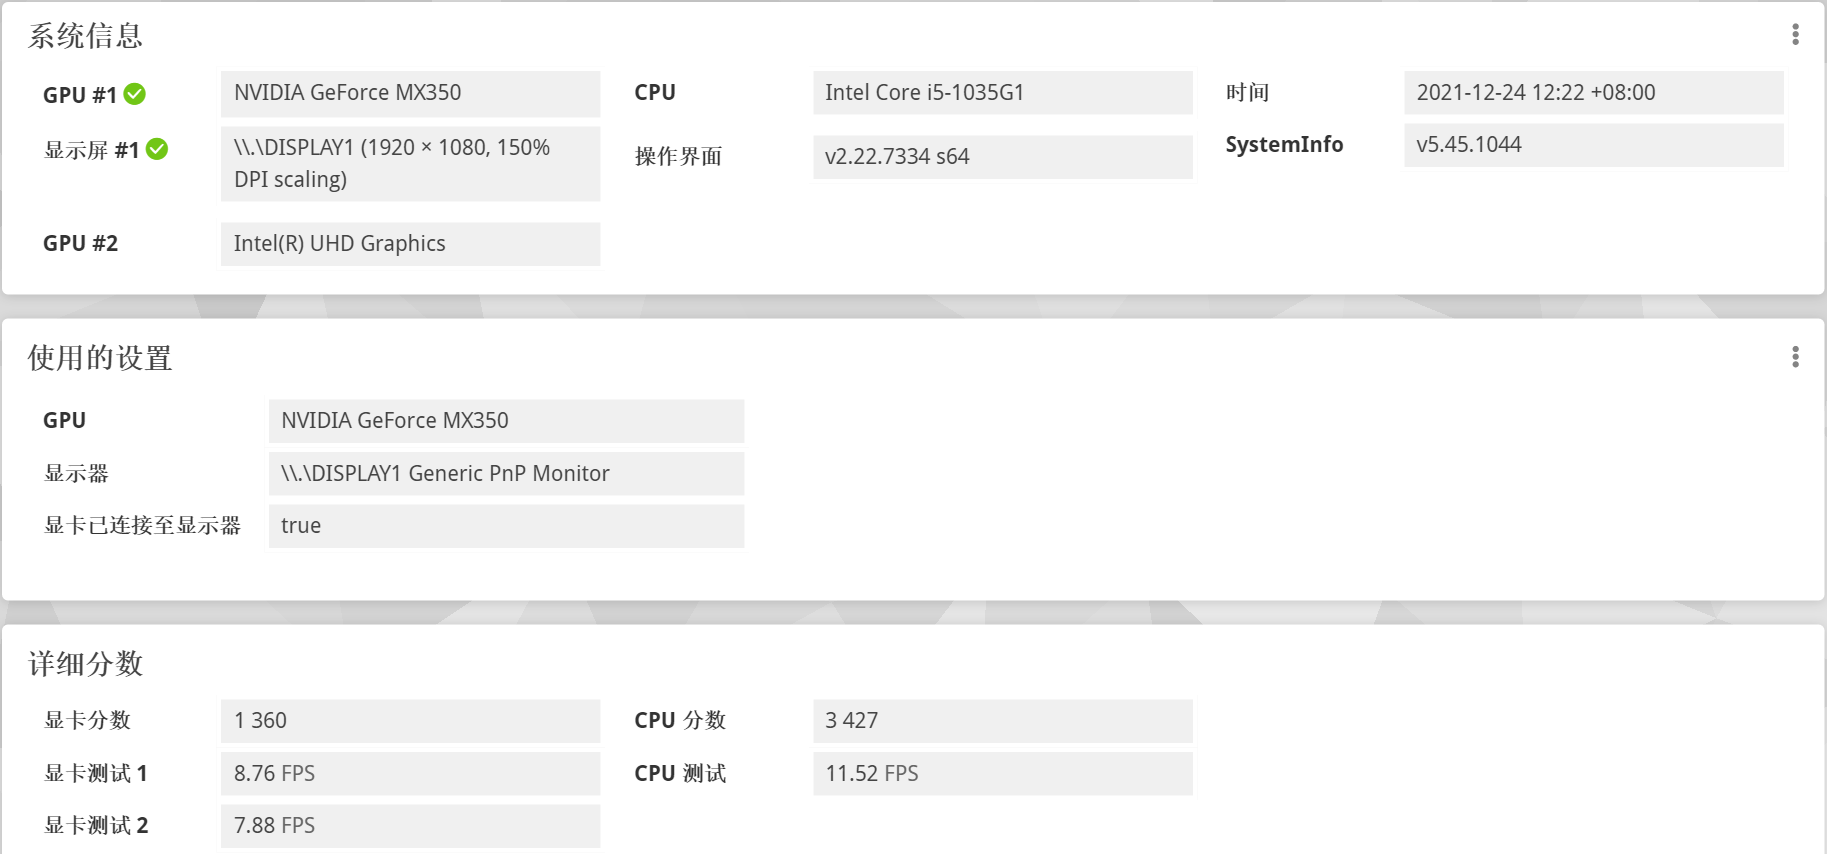 系统信息
GPU #1
NVIDIA GeForce MX350
显示屏 #1
\\.\DISPLAY1 (1920 × 1080, 150%
DPI scaling)
GPU #2
Intel(R) UHD Graphics
CPU
Intel Core i5-1035G1
操作界面
v2.22.7334 s64
时间
2021-12-24 12:22 +08:00
SystemInfo
v5.45.1044
使用的设置
GPU
NVIDIA GeForce MX350
显示器
\\.\DISPLAY1 Generic PnP Monitor
显卡已连接至显示器
true
详细分数
显卡分数
1 360
显卡测试 1
8.76 FPS
显卡测试 2
7.88 FPS
CPU 分数
3 427
CPU 测试
11.52 FPS